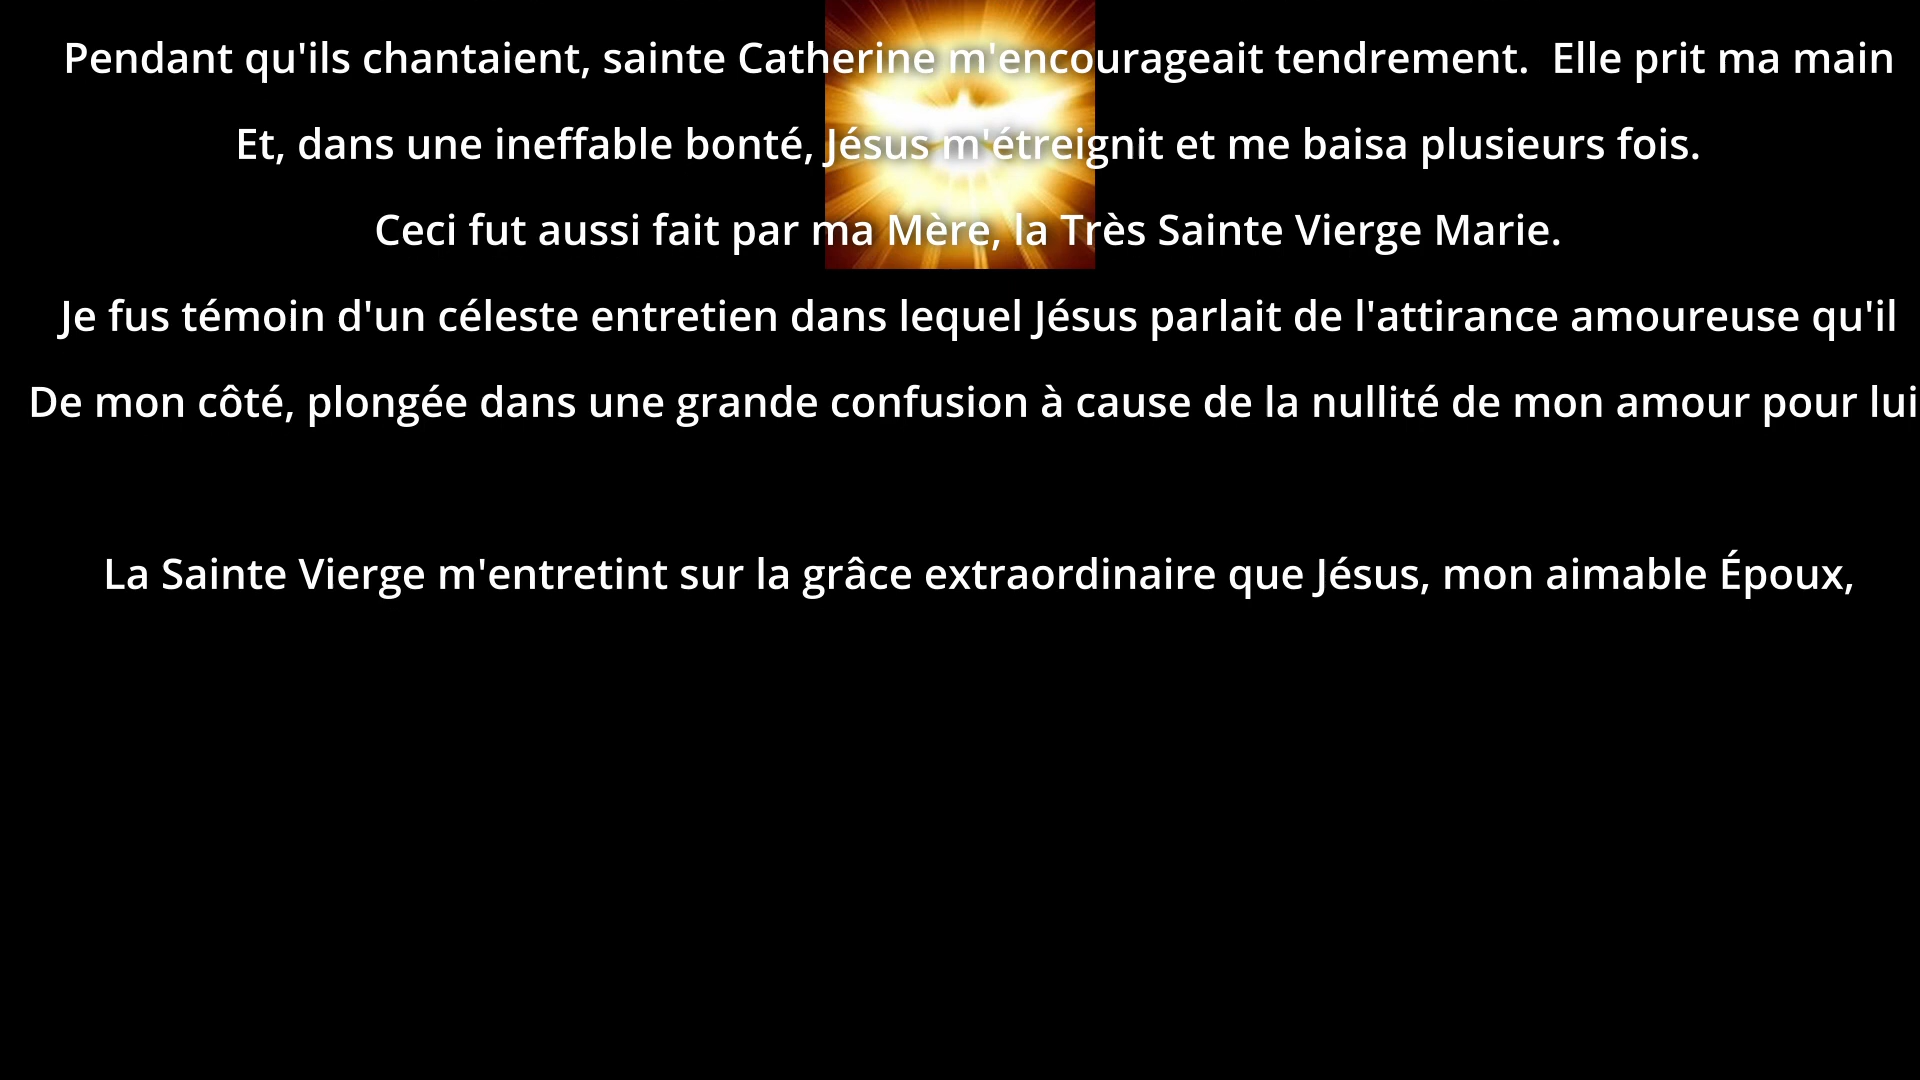 Pendant qu'ils chantaient, sainte Catherine m'encourageait tendrement.  Elle prit ma main
Et, dans une ineffable bonté, Jésus m'étreignit et me baisa plusieurs fois.
Ceci fut aussi fait par ma Mère, la Très Sainte Vierge Marie.
Je fus témoin d'un céleste entretien dans lequel Jésus parlait de l'attirance amoureuse qu'il
De mon côté, plongée dans une grande confusion à cause de la nullité de mon amour pour lui
La Sainte Vierge m'entretint sur la grâce extraordinaire que Jésus, mon aimable Époux,